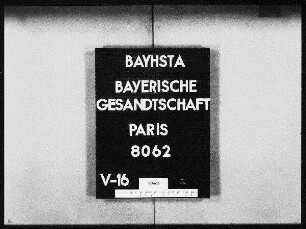 BAYHSTA
BAYERISCHE
GESANDTSCHAFT
PARIS
8062
V-16